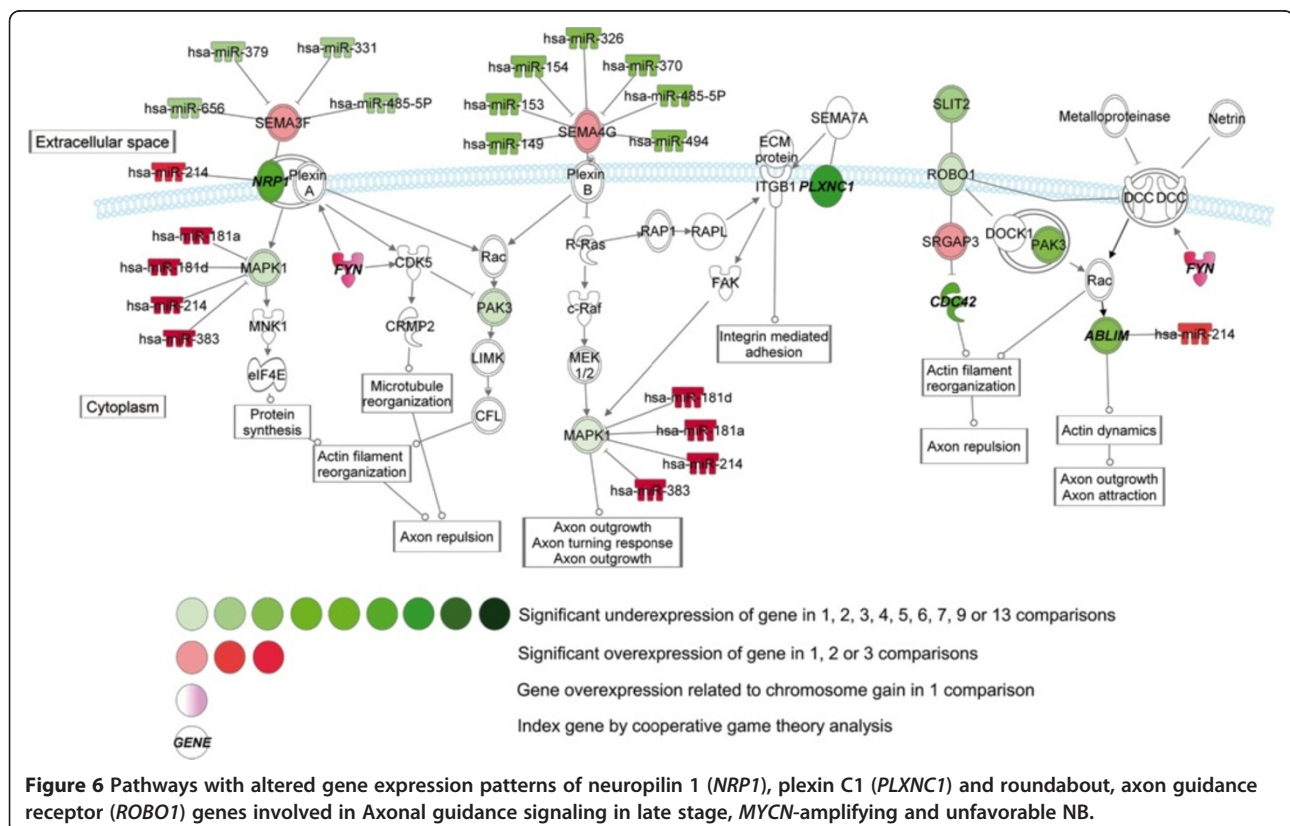 hsa-miR-379
hsa-miR-331
hsa-miR-656
hsa-miR-485-5P
SEMA3F
hsa-miR-326
hsa-miR-154
hsa-miR-370
hsa-miR-153
hsa-miR-485-5P
hsa-miR-149
hsa-miR-494
SEMA4G
Extracellular space
hsa-miR-214
NRP1
Plexin
A
Plexin
B
ECM
protein
SEMA7A
ITGB1
PLXNC1
SLIT2
ROBO1
Metalloproteinase
Netrin
DCC
DCC
hsa-miR-181a
hsa-miR-181d
hsa-miR-214
hsa-miR-383
MAPK1
FYN
CDK5
Rac
R-Ras
RAP1
RAPL
FAK
SRGAP3
DOCK1
PAK3
Rac
FYN
MNK1
eIF4E
CRMP2
PAK3
LIMK
CFL
c-Raf
MEK
1/2
CDC42
ABLIM
hsa-miR-214
Cytoplasm
Protein
synthesis
Microtubule
reorganization
Actin filament
reorganization
Axon repulsion
MAPK1
hsa-miR-181d
hsa-miR-181a
hsa-miR-214
hsa-miR-383
Axon outgrowth
Axon turning response
Axon outgrowth
Integrin mediated
adhesion
Actin filament
reorganization
Axon repulsion
Actin dynamics
Axon outgrowth
Axon attraction
Significant underexpression of gene in 1, 2, 3, 4, 5, 6, 7, 9 or 13 comparisons
Significant overexpression of gene in 1, 2 or 3 comparisons
Gene overexpression related to chromosome gain in 1 comparison
GENE
Index gene by cooperative game theory analysis
Figure 6 Pathways with altered gene expression patterns of neuropilin 1 (NRP1), plexin C1 (PLXNC1) and roundabout, axon guidance
receptor (ROBO1) genes involved in Axonal guidance signaling in late stage, MYCN-amplifying and unfavorable NB.